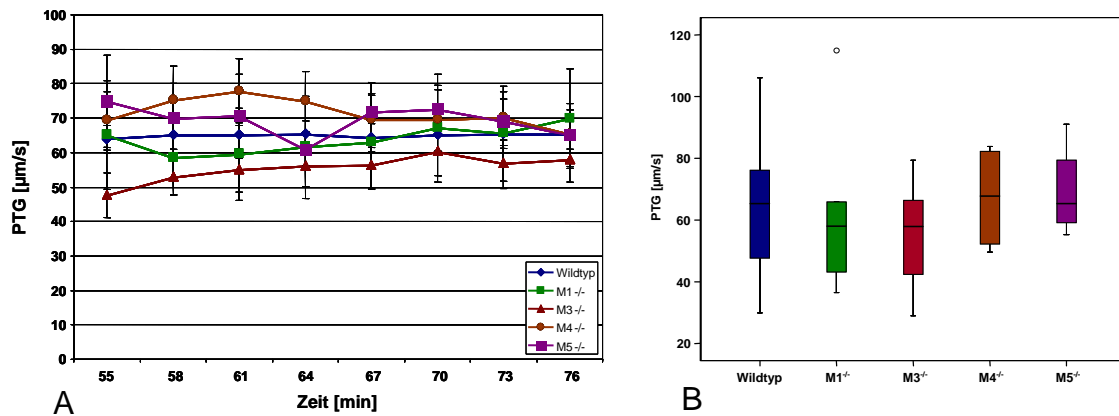 PTG [µm/s]
100
90
80
70
60
50
40
30
20
10
0
55 58 61 64 67 70 73 76
Zeit [min]
Wildtyp
M1 -/-
M3 -/-
M4 -/-
M5 -/-
A
PTG [µm/s]
120
100
80
60
40
20
Wildtyp M1-/- M3-/- M4-/- M5-/-
B